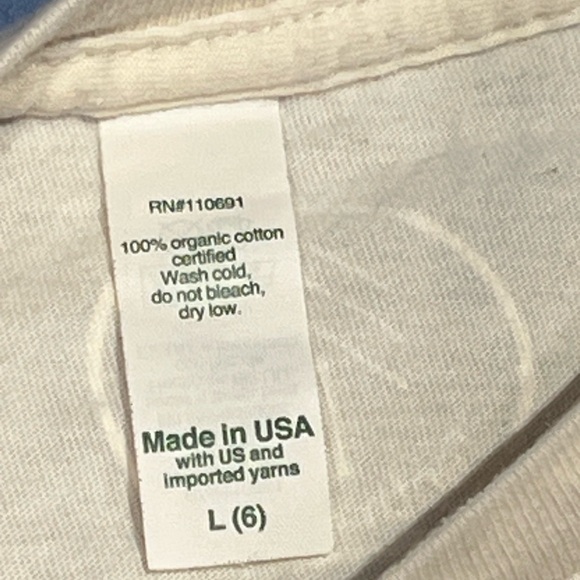 RN#110691
100% organic cotton
certified
Wash cold,
do not bleach,
dry low.
Made in USA
with US and
imported yarns
L (6)